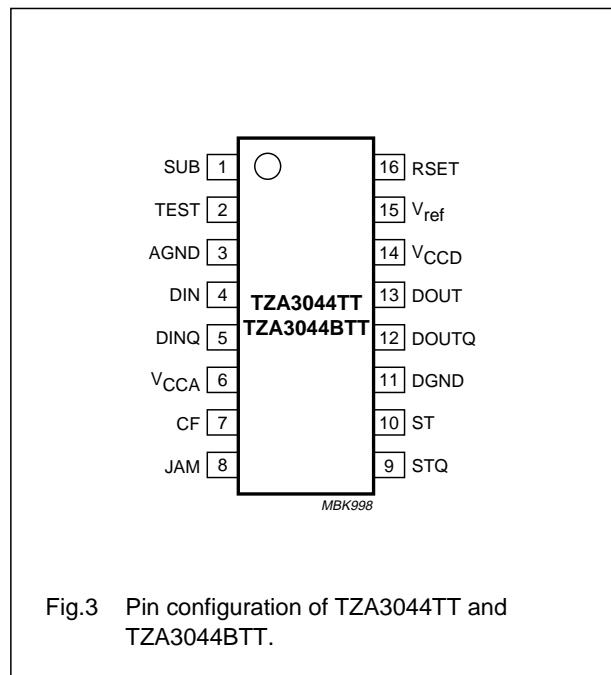 SUB 1 16 RSET
TEST 2 15 Vref
AGND 3 14 VCCD
DIN 4 13 DOUT
TZA3044TT
TZA3044BTT
DINQ 5 12 DOUTQ
VCCA 6 11 DGND
CF 7 10 ST
JAM 8 9 STQ
MBK998
Fig.3 Pin configuration of TZA3044TT and
TZA3044BTT.